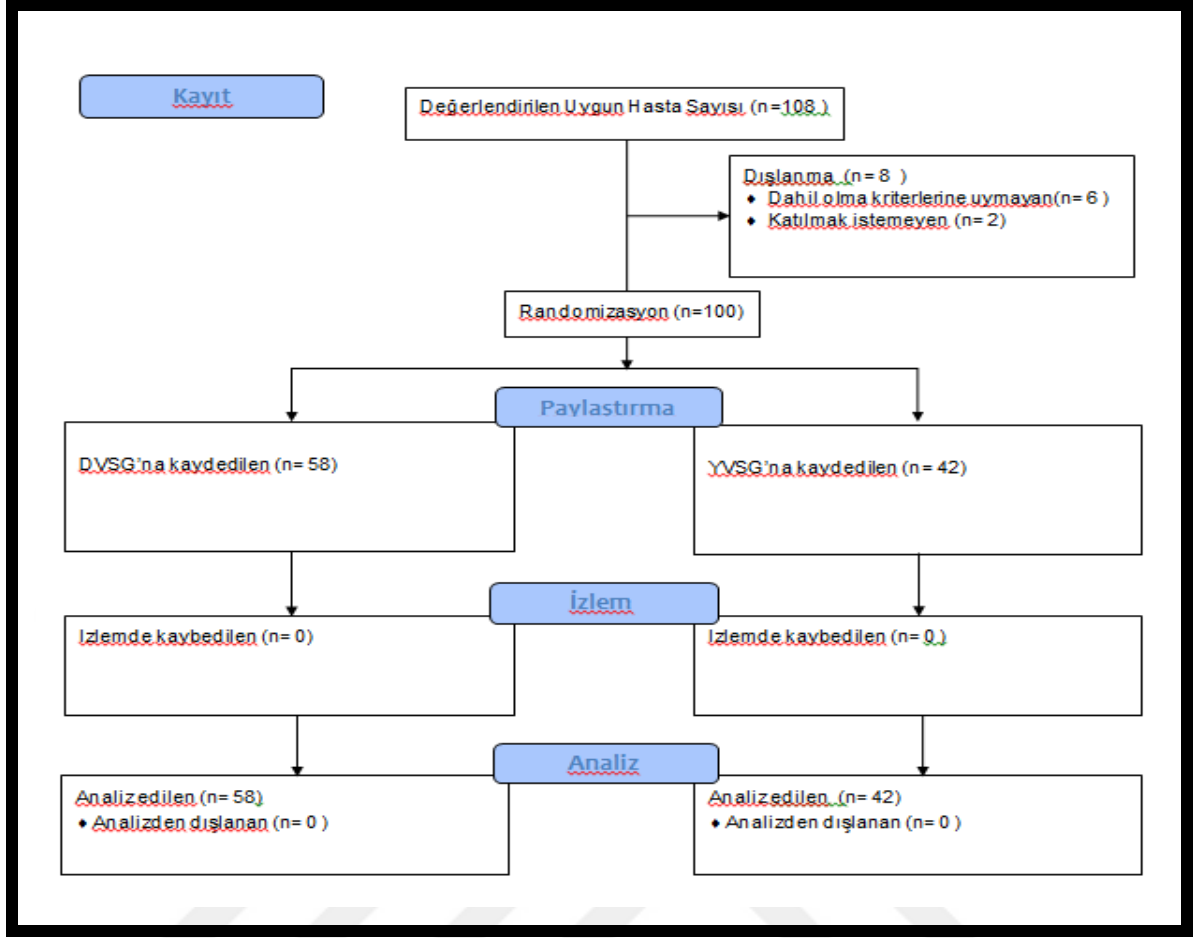 Kayıt
Değerlendirilen Uygun Hasta Sayısı (n=108 )
Dışlanma (n= 8 )
♦ Dahil olma kriterlerine uymayan(n= 6 )
♦ Katılmak istemeyen (n= 2)
Randomizasyon (n=100)
Paylastırma
DVSG'na kaydedilen (n= 58)
YVSG'na kaydedilen (n= 42)
İzlem
Izlemde kaybedilen (n= 0)
Izlemde kaybedilen (n= 0 )
Analiz
Analiz edilen (n= 58)
♦ Analizden dışlanan (n= 0 )
Analiz edilen (n= 42)
♦ Analizden dışlanan (n= 0 )